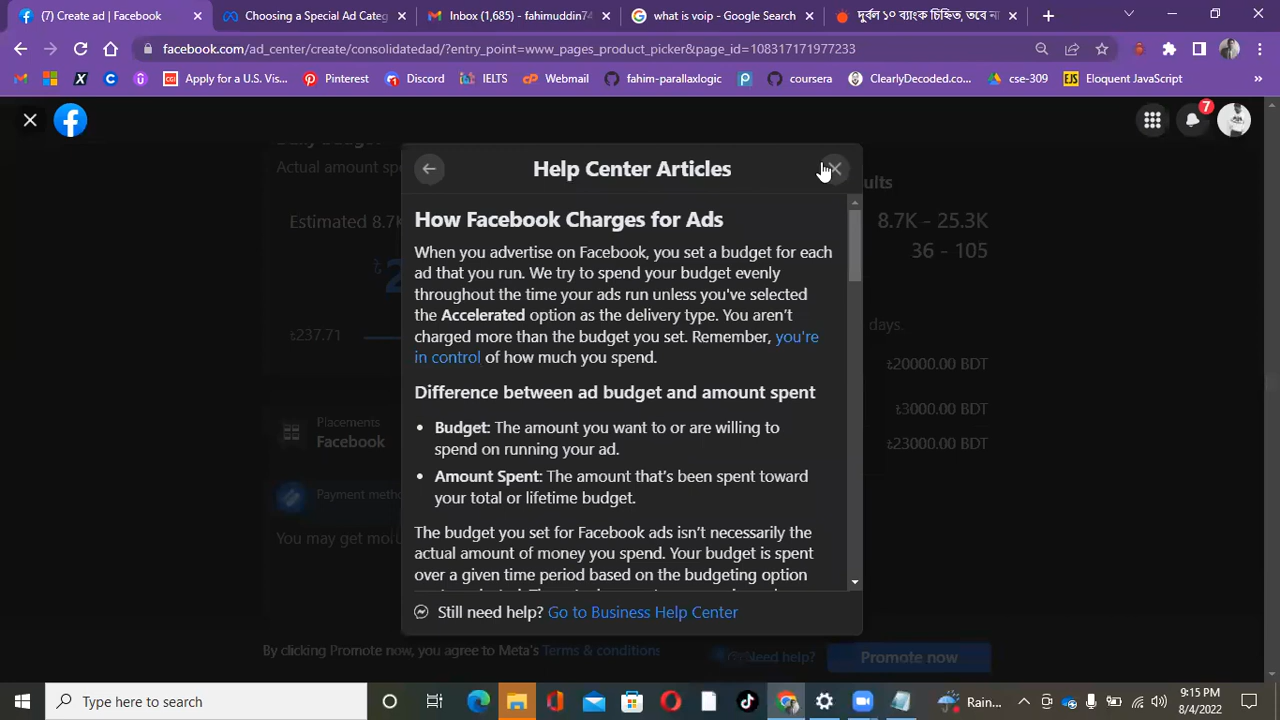 (7) Create ad | Facebook
Choosing a Special Ad Categ
Inbox (1,685) - fahimuddin74
what is voip - Google Search
দুর্বল ১০ ব্যাংক চিহ্নিত, তবে না
facebook.com/ad_center/create/consolidatedad/?entry_point=www_pages_product_picker&page_id=108317171977233
Apply for a U.S. Vis... Pinterest Discord IELTS Webmail fahim-parallaxlogic coursera ClearlyDecoded.co... cse-309 EJS Eloquent JavaScript »
7
Help Center Articles
How Facebook Charges for Ads
When you advertise on Facebook, you set a budget for each
ad that you run. We try to spend your budget evenly
throughout the time your ads run unless you've selected
the Accelerated option as the delivery type. You aren't
charged more than the budget you set. Remember, you're
in control of how much you spend.
Difference between ad budget and amount spent
• Budget: The amount you want to or are willing to
spend on running your ad.
• Amount Spent: The amount that's been spent toward
your total or lifetime budget.
The budget you set for Facebook ads isn't necessarily the
actual amount of money you spend. Your budget is spent
over a given time period based on the budgeting option
Still need help? Go to Business Help Center
Actual amount sp
Estimated 8.7K
৳237.71
Placements
Facebook
Payment metho
You may get mo
8.7K - 25.3K
36 - 105
days.
৳20000.00 BDT
৳3000.00 BDT
৳23000.00 BDT
By clicking Promote now, you agree to Meta's Terms & conditions
Need help?
Promote now
Type here to search
Rain...
9:15 PM
8/4/2022